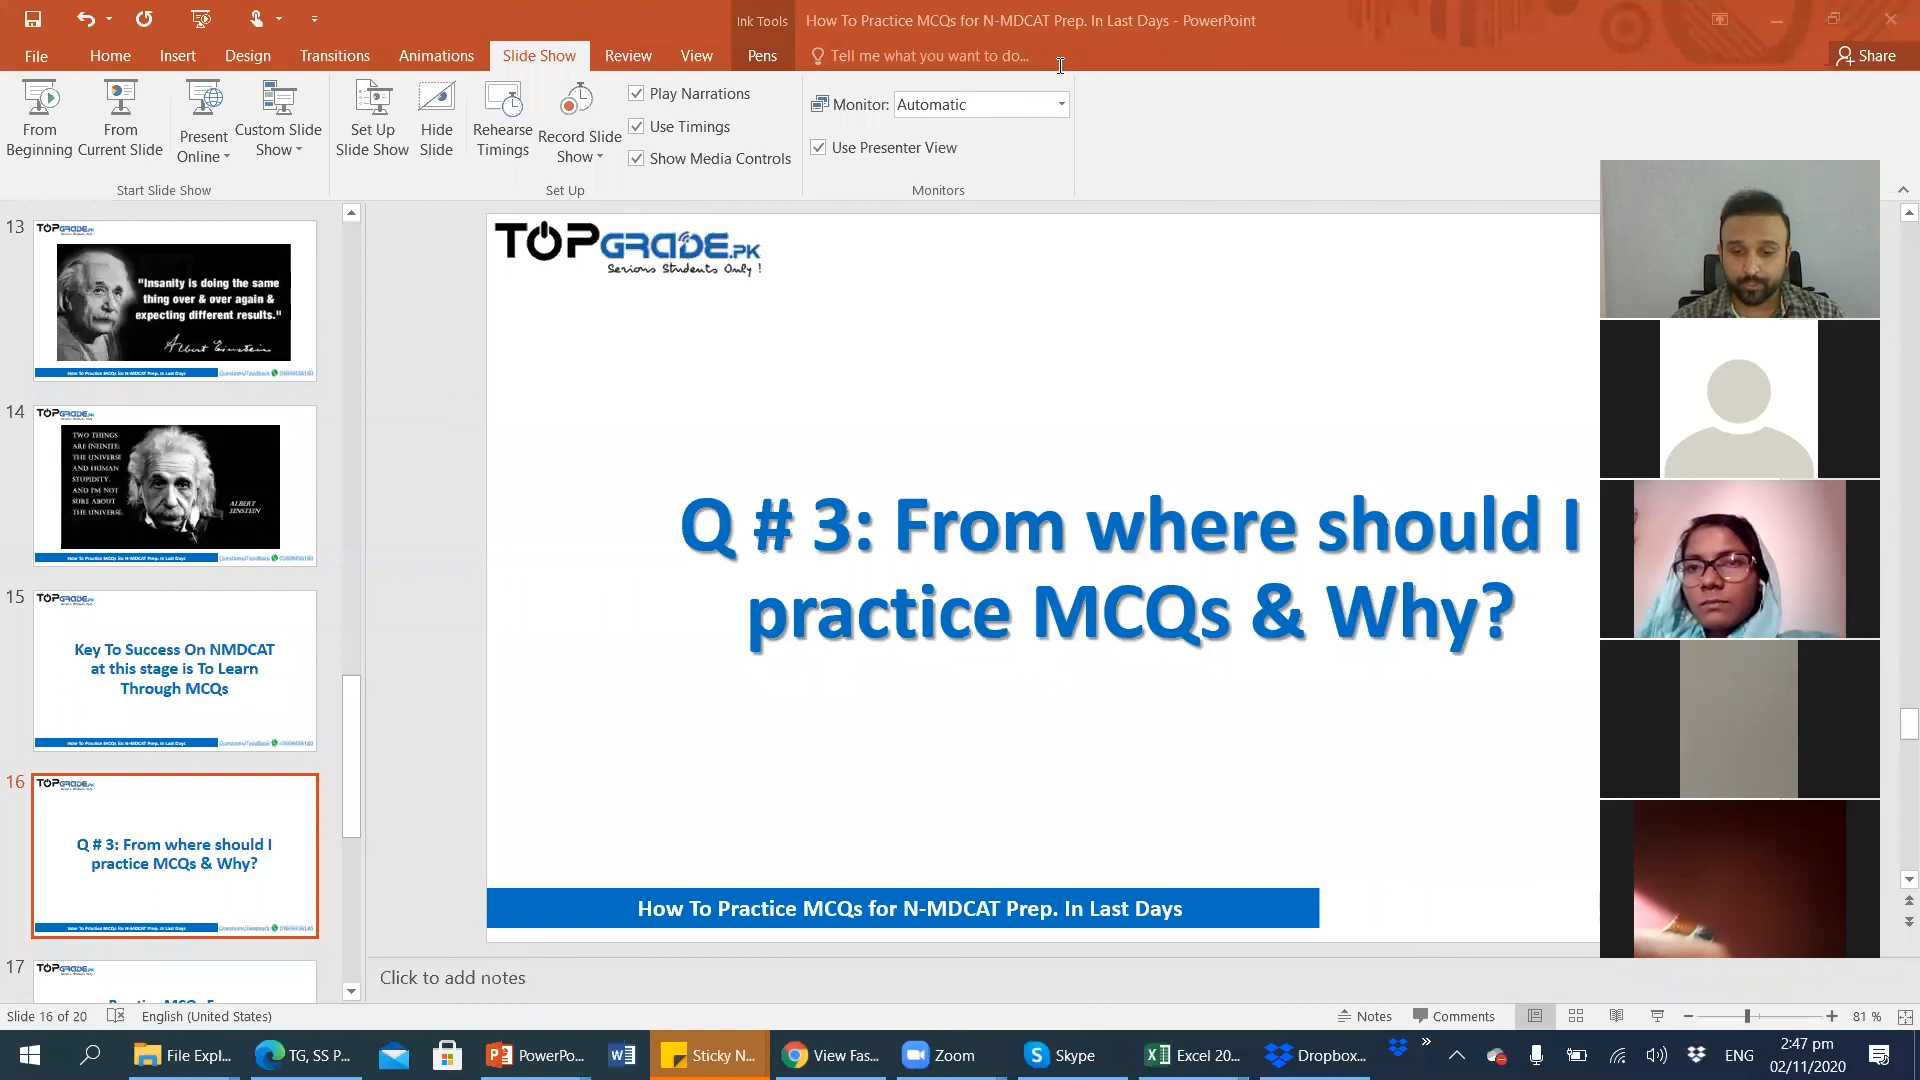 Ink Tools
How To Practice MCQs for N-MDCAT Prep. In Last Days - PowerPoint
File
Home
Insert
Design
Transitions
Animations
Slide Show
Review
View
Pens
Tell me what you want to do...
Share
From Beginning
From Current Slide
Present Online
Custom Slide Show
Set Up Slide Show
Hide Slide
Rehearse Timings
Record Slide Show
Play Narrations
Use Timings
Show Media Controls
Monitor: Automatic
Use Presenter View
Start Slide Show
Set Up
Monitors
13
TOPGRADE.PK
"Insanity is doing the same
thing over & over again &
expecting different results."
Albert Einstein
How To Practice MCQs for N-MDCAT Prep. In Last Days
14
TOPGRADE.PK
TWO THINGS
ARE INFINITE:
THE UNIVERSE
AND HUMAN
STUPIDITY.
AND I'M NOT
SURE ABOUT
THE UNIVERSE.
ALBERT
EINSTEIN
How To Practice MCQs for N-MDCAT Prep. In Last Days
15
TOPGRADE.PK
Key To Success On NMDCAT
at this stage is To Learn
Through MCQs
How To Practice MCQs for N-MDCAT Prep. In Last Days
16
TOPGRADE.PK
Q # 3: From where should I
practice MCQs & Why?
How To Practice MCQs for N-MDCAT Prep. In Last Days
17
TOPGRADE.PK
TOPGRADE.PK
Serious Students Only !
Q # 3: From where should I
practice MCQs & Why?
How To Practice MCQs for N-MDCAT Prep. In Last Days
Click to add notes
Slide 16 of 20
English (United States)
Notes
Comments
81 %
File Expl...
TG, SS P...
PowerPo...
Sticky N...
View Fas...
Zoom
Skype
Excel 20...
Dropbox...
ENG
2:47 pm
02/11/2020